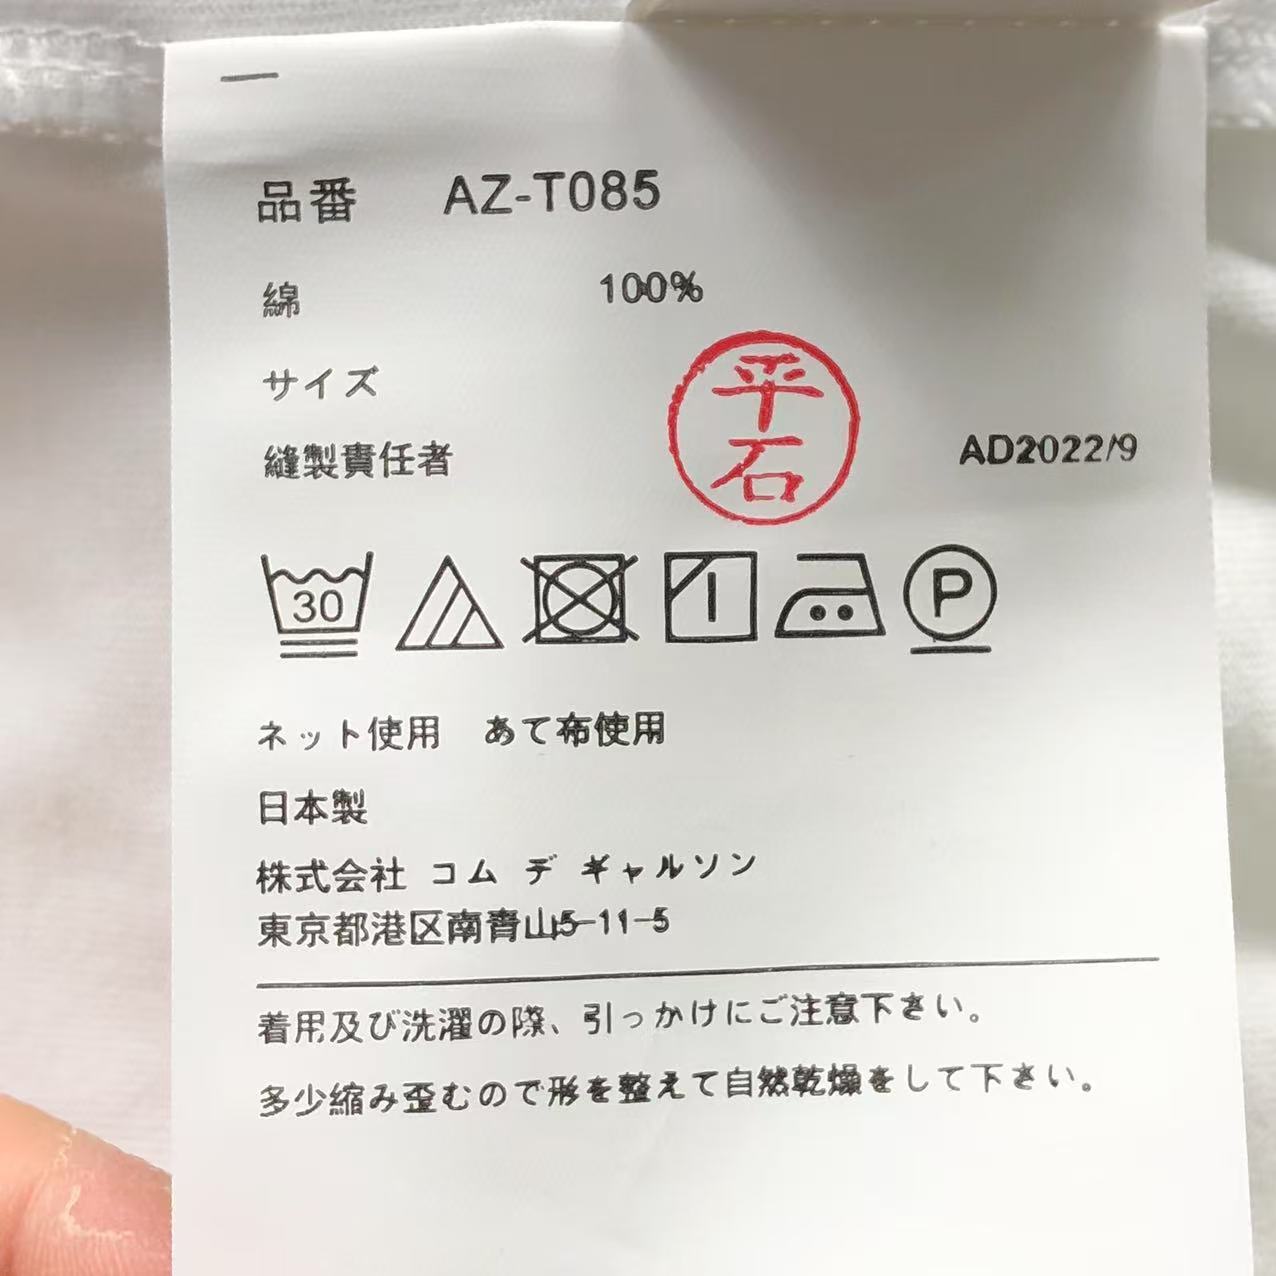 品番 AZ-T085
綿 100%
サイズ
縫製責任者 平石 AD2022/9
30 P
ネット使用 あて布使用
日本製
株式会社 コム デ ギャルソン
東京都港区南青山5-11-5
着用及び洗濯の際、引っかけにご注意下さい。
多少縮み歪むので形を整えて自然乾燥をして下さい。